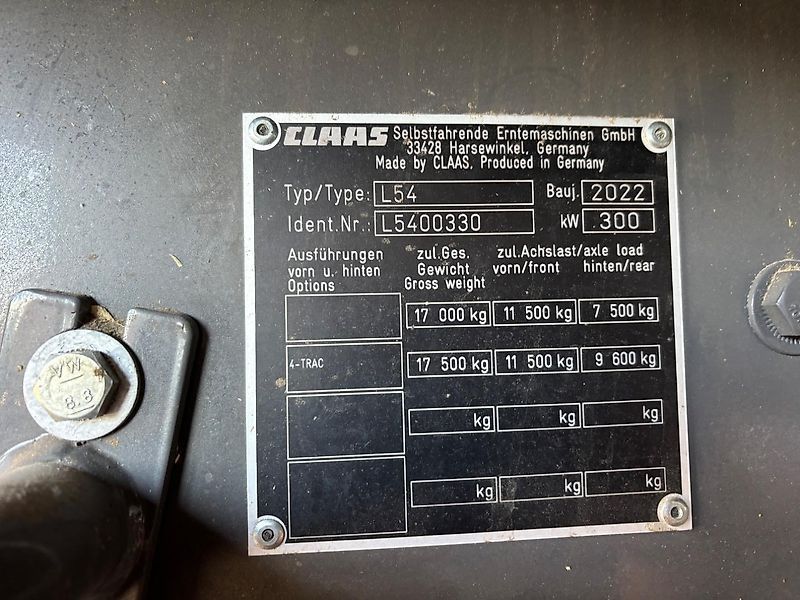 CLAAS Selbstfahrende Erntemaschinen GmbH
33428 Harsewinkel, Germany
Made by CLAAS, Produced in Germany
Typ/Type: L54 Bauj. 2022
Ident.Nr.: L5400330 kW 300
Ausführungen zul.Ges. zul.Achslast/axle load
vorn u. hinten Gewicht vorn/front hinten/rear
Options Gross weight
17 000 kg 11 500 kg 7 500 kg
4-TRAC 17 500 kg 11 500 kg 9 600 kg
kg kg kg
kg kg kg
8.8